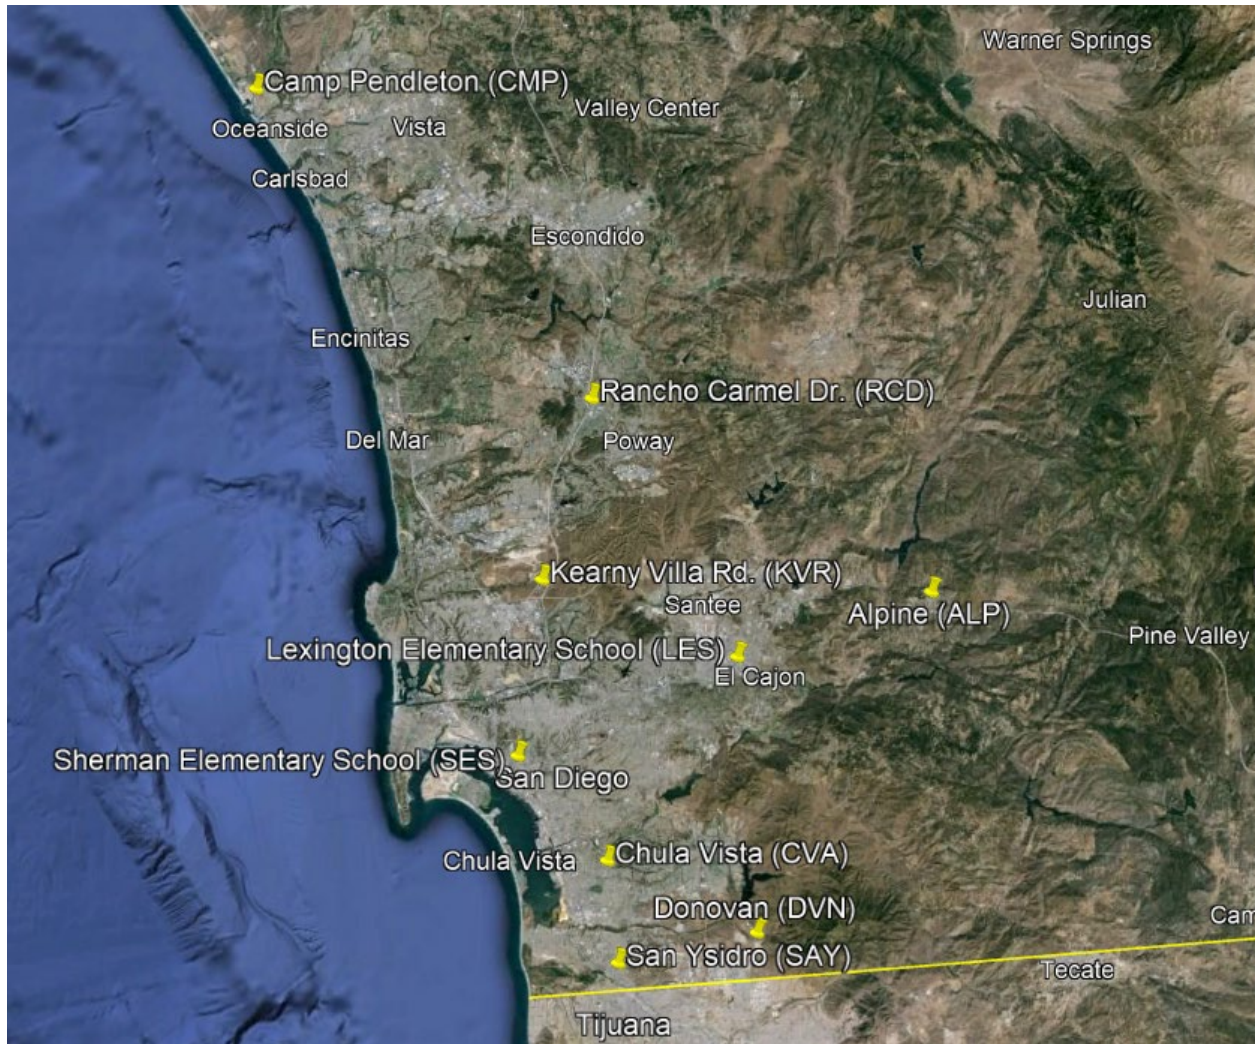 Warner Springs
Camp Pendleton (CMP)
Valley Center
Oceanside
Vista
Carlsbad
Escondido
Julian
Encinitas
Rancho Carmel Dr. (RCD)
Del Mar
Poway
Kearny Villa Rd. (KVR)
Santee
Alpine (ALP)
Pine Valley
Lexington Elementary School (LES)
El Cajon
Sherman Elementary School (SES)
San Diego
Chula Vista
Chula Vista (CVA)
Donovan (DVN)
Cam
San Ysidro (SAY)
Tecate
Tijuana